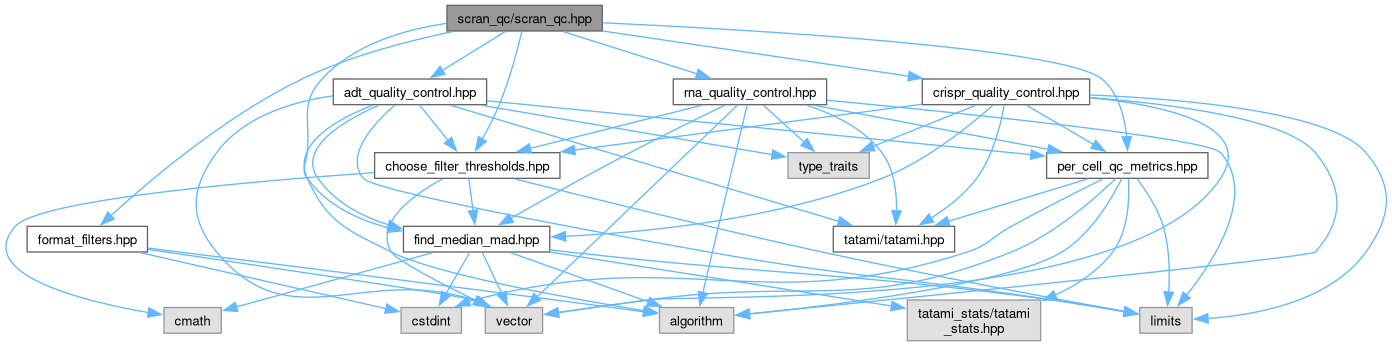 scran_qc/scran_qc.hpp
adt_quality_control.hpp
rna_quality_control.hpp
crispr_quality_control.hpp
choose_filter_thresholds.hpp
type_traits
per_cell_qc_metrics.hpp
format_filters.hpp
find_median_mad.hpp
tatami/tatami.hpp
cmath
cstdint
vector
algorithm
tatami_stats/tatami
_stats.hpp
limits